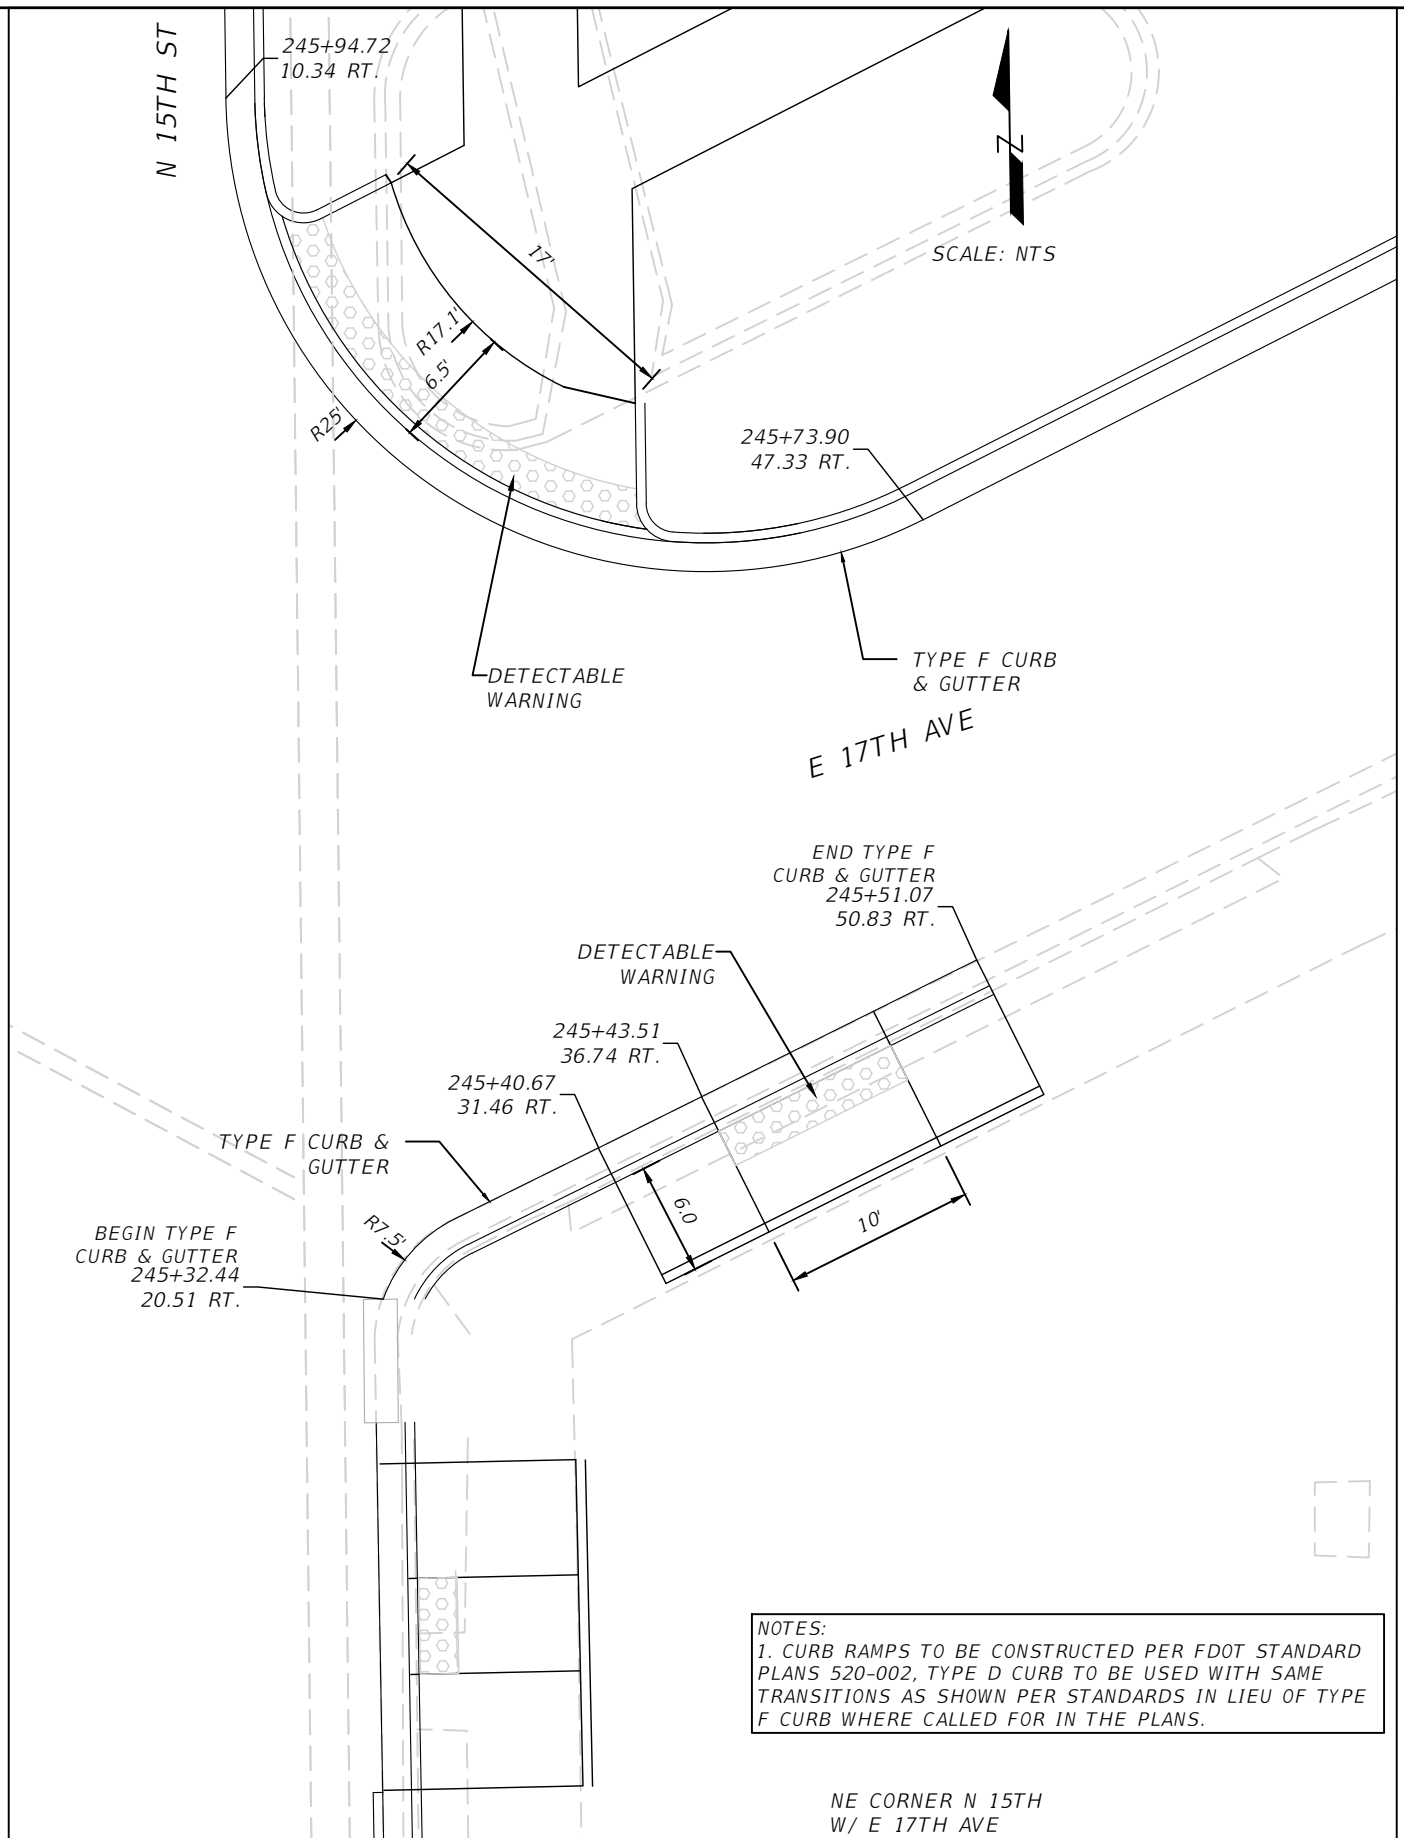 N 15TH ST
245+94.72
10.34 RT.
Z
SCALE: NTS
17'
R17.1'
6.5'
R25'
245+73.90
47.33 RT.
DETECTABLE
WARNING
TYPE F CURB
& GUTTER
E 17TH AVE
END TYPE F
CURB & GUTTER
245+51.07
50.83 RT.
DETECTABLE
WARNING
245+43.51
36.74 RT.
245+40.67
31.46 RT.
TYPE F CURB &
GUTTER
6.0
10'
R7.5'
BEGIN TYPE F
CURB & GUTTER
245+32.44
20.51 RT.
NOTES:
1. CURB RAMPS TO BE CONSTRUCTED PER FDOT STANDARD
PLANS 520-002, TYPE D CURB TO BE USED WITH SAME
TRANSITIONS AS SHOWN PER STANDARDS IN LIEU OF TYPE
F CURB WHERE CALLED FOR IN THE PLANS.
NE CORNER N 15TH
W/ E 17TH AVE